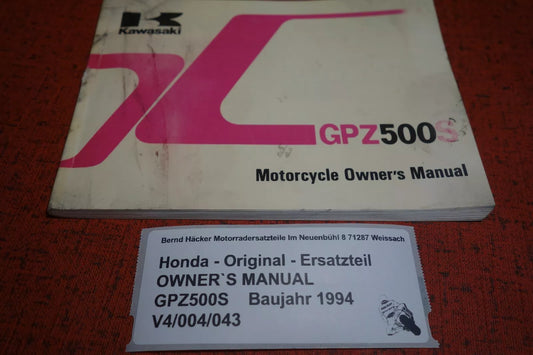 Kawasaki
GPZ500S
Motorcycle Owner's Manual
Bernd Häcker Motorradersatzteile Im Neuenbühl 8 71287 Weissach
Honda - Original - Ersatzteil
OWNER`S MANUAL
GPZ500S Baujahr 1994
V4/004/043